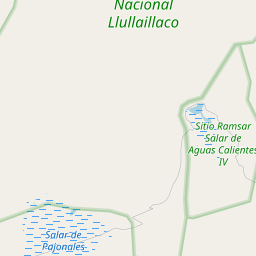 Nacional
Llullaillaco
Sitio Ramsar
Salar de
Aguas Calientes
IV
Salar de
Pajonales